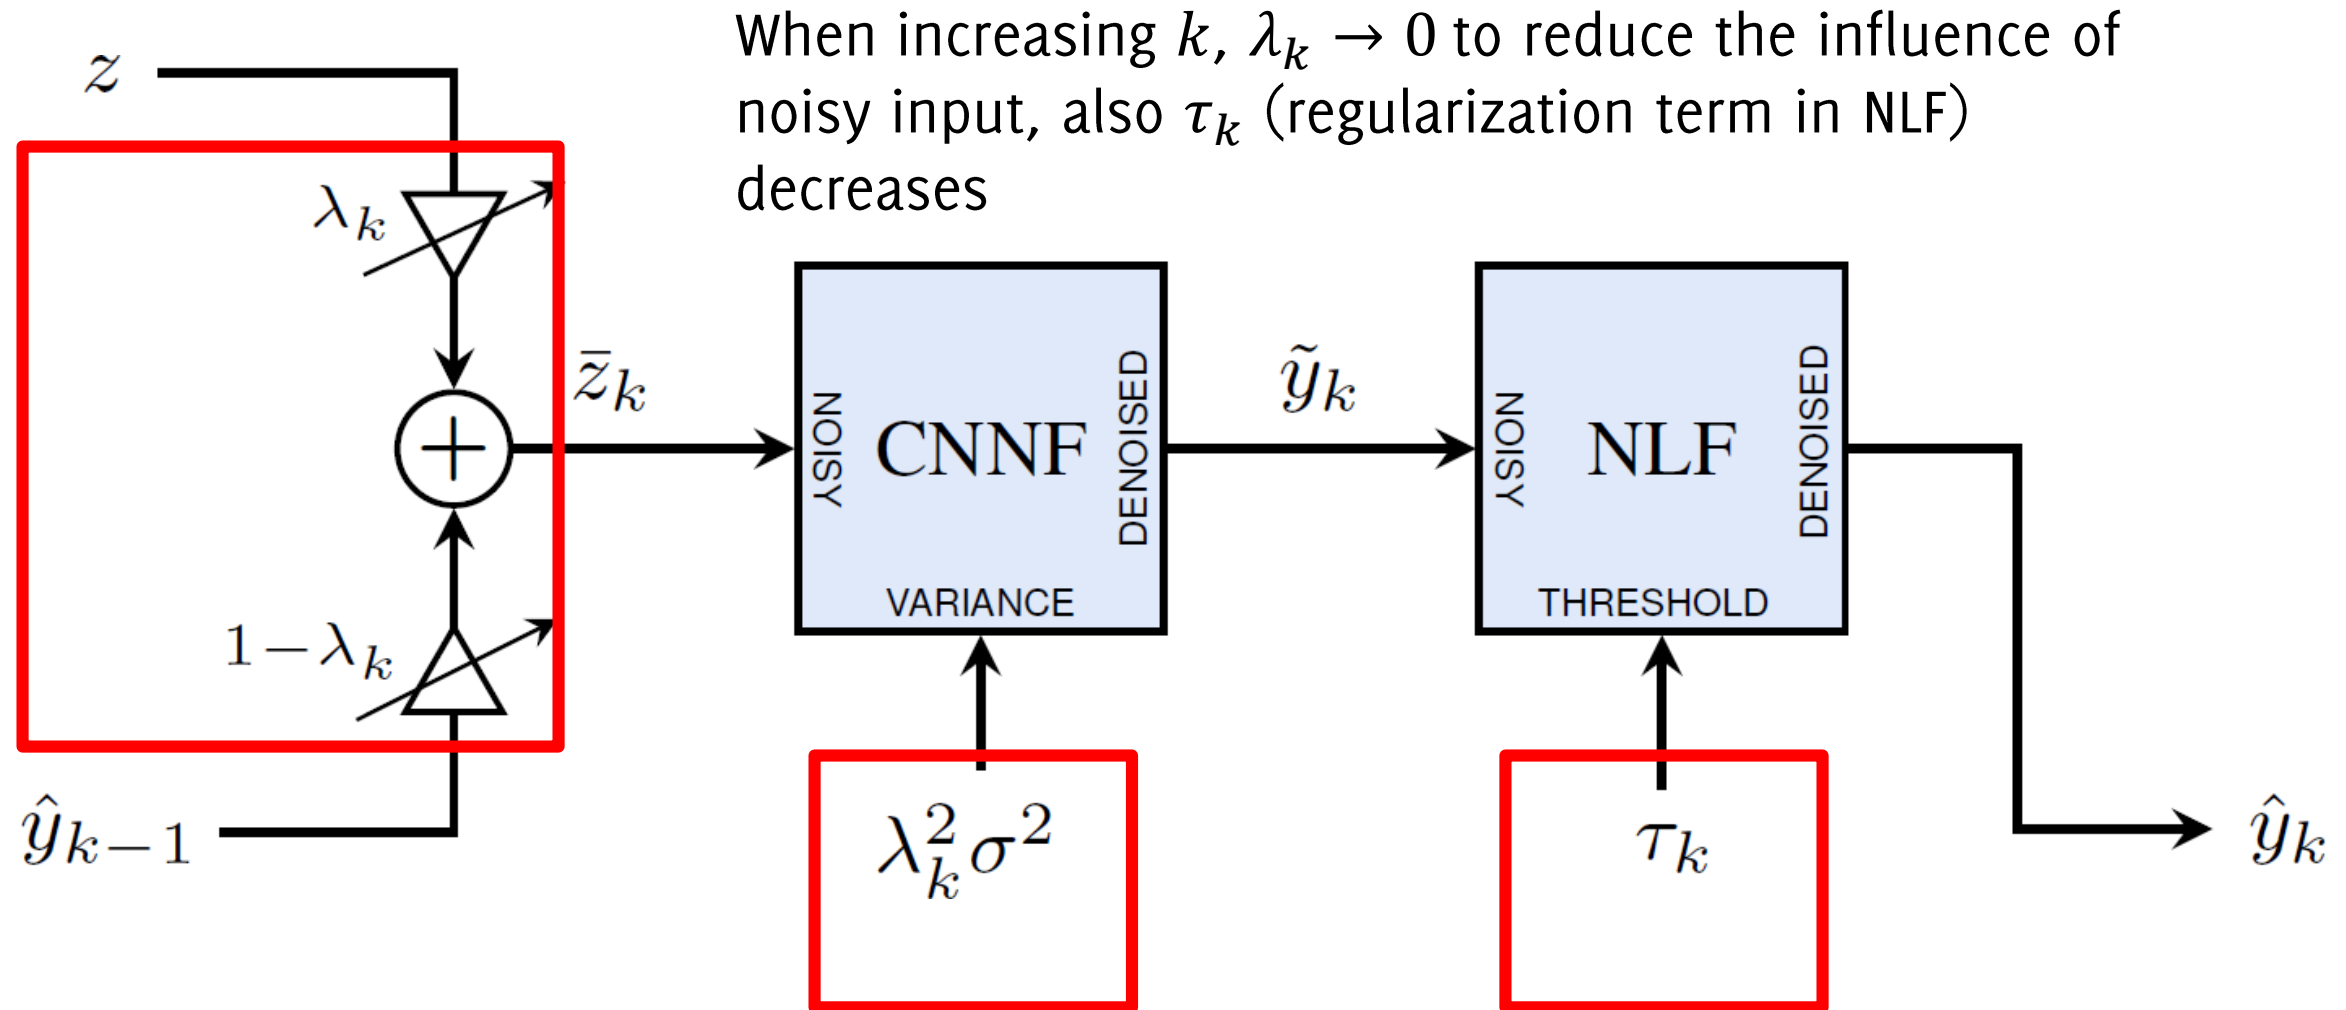 When increasing k, λ_k → 0 to reduce the influence of
noisy input, also τ_k (regularization term in NLF)
decreases
z
λ_k
z̄_k
1−λ_k
ŷ_{k−1}
NOISY
CNNF
DENOISED
VARIANCE
λ_k^2 σ^2
ỹ_k
NOISY
NLF
DENOISED
THRESHOLD
τ_k
ŷ_k